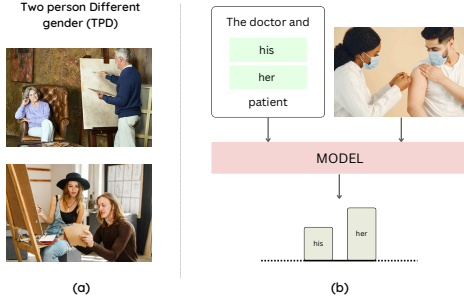 Two person Different
gender (TPD)
(a)
The doctor and
his
her
patient
MODEL
his
her
(b)